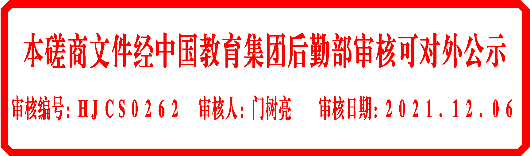 本磋商文件经中国教育集团后勤部审核可对外公示
审核编号: HJCS0262 审核人: 门树亮 审核日期: 2021.12.06